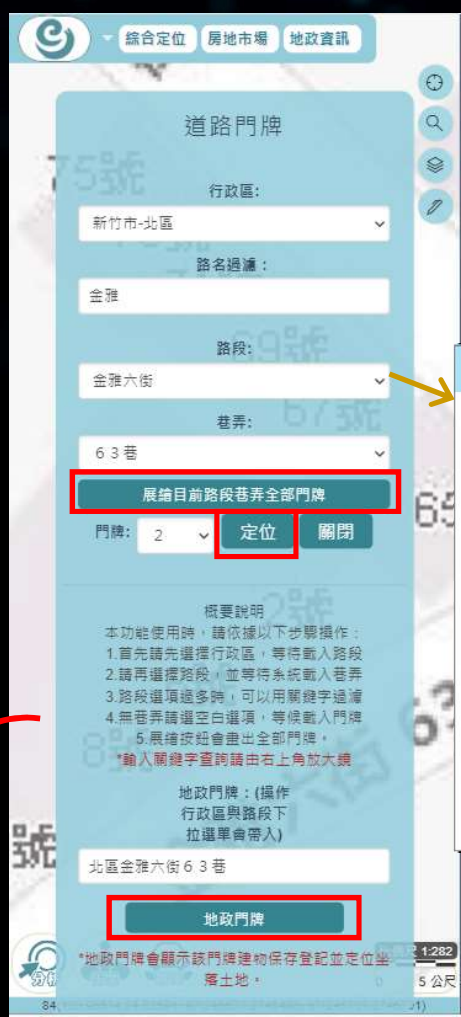 綜合定位 房地市場 地政資訊
道路門牌
75號
行政區:
新竹市-北區
路名過濾：
金雅
69號
路段:
金雅六街
67號
巷弄:
６３巷
展繪目前路段巷弄全部門牌
65
門牌: 2 定位 關閉
2號
概要說明
本功能使用時，請依據以下步驟操作：
1.首先請先選擇行政區，等待載入路段
2.請再選擇路段，並等待系統載入巷弄
3.路段選項過多時，可以用關鍵字過濾
4.無巷弄請選空白選項，等候載入門牌
5.展繪按鈕會畫出全部門牌。
*輸入關鍵字查詢請由右上角放大鏡
地政門牌：(操作
行政區與路段下
拉選單會帶入)
號
北區金雅六街６３巷
地政門牌
*地政門牌會顯示該門牌建物保存登記並定位坐
落土地。
1:282
5 公尺
84,